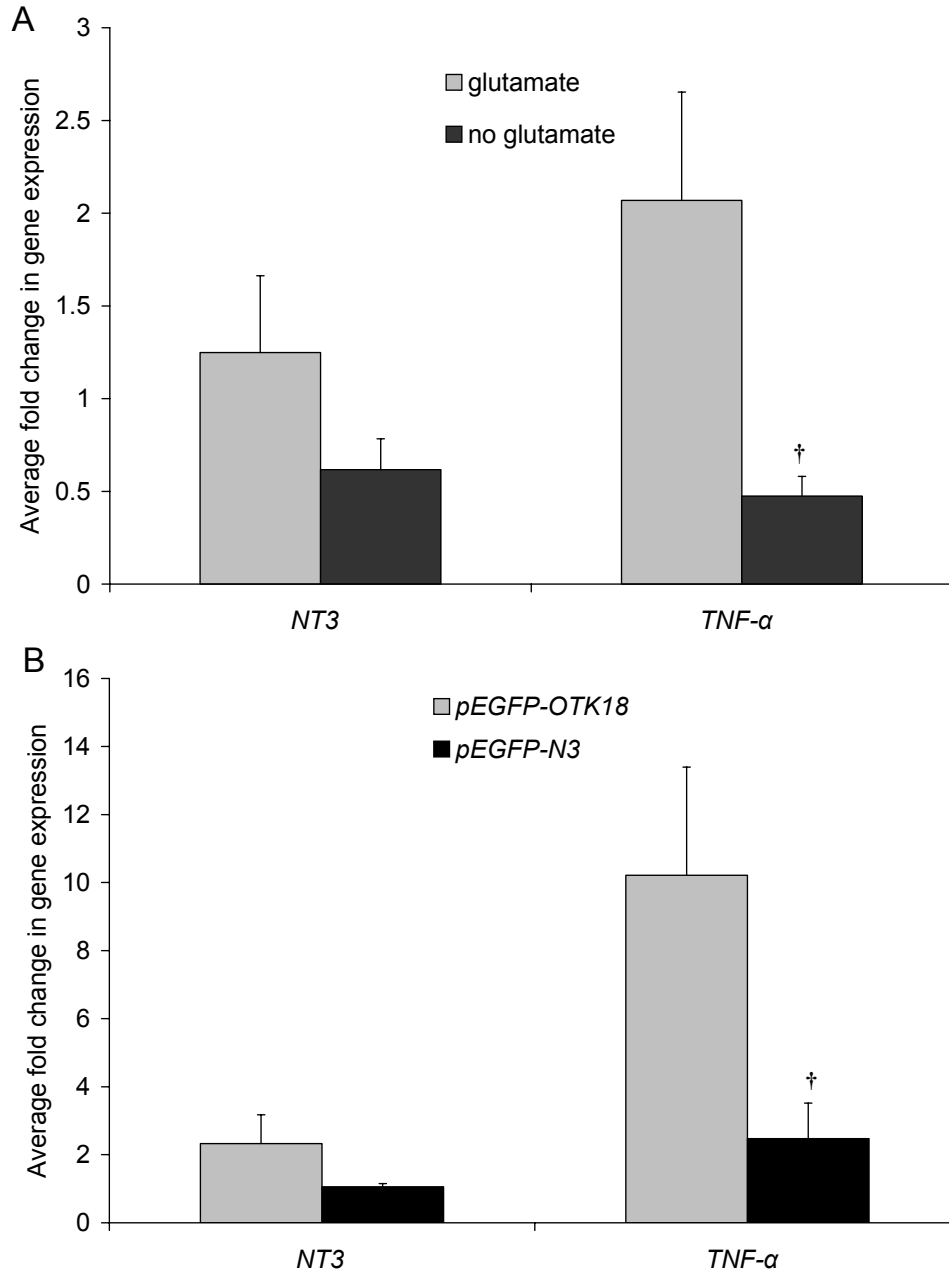 A
Average fold change in gene expression
3
2.5
2
1.5
1
0.5
0
glutamate
no glutamate
†
NT3
TNF-α
B
Average fold change in gene expression
16
14
12
10
8
6
4
2
0
pEGFP-OTK18
pEGFP-N3
†
NT3
TNF-α